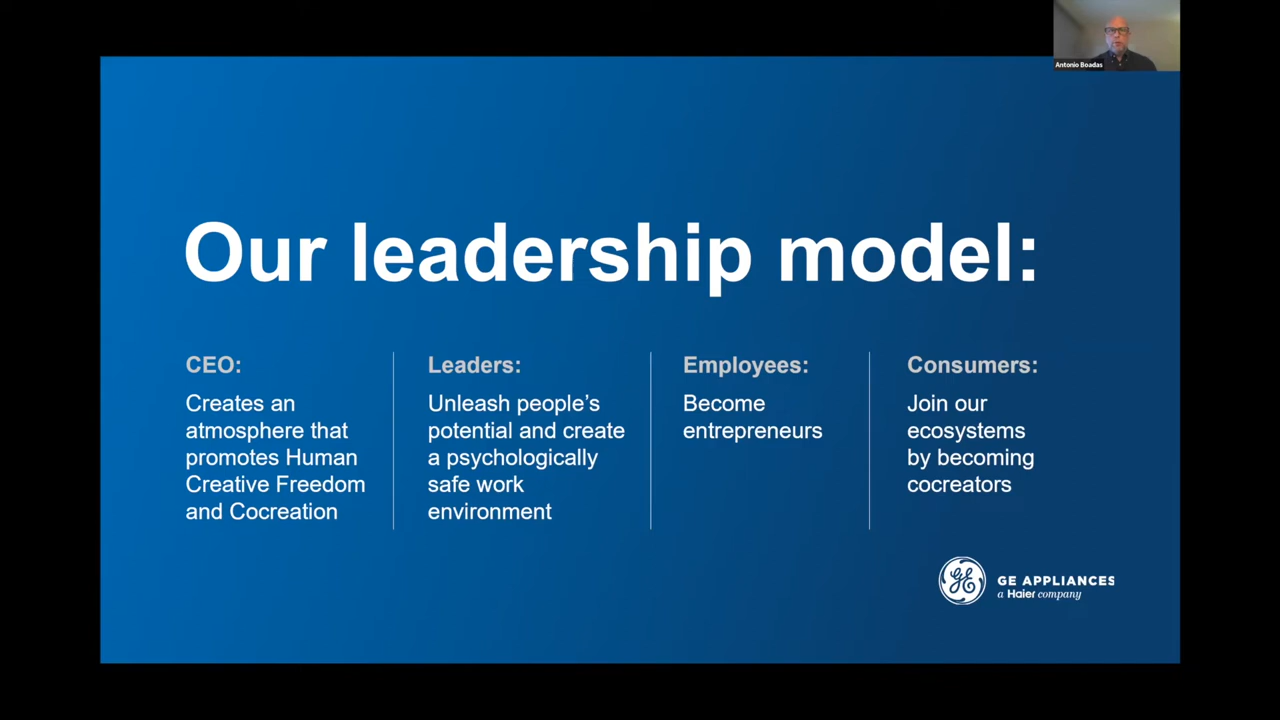 Antonio Boadas
Our leadership model:
CEO:
Creates an
atmosphere that
promotes Human
Creative Freedom
and Cocreation
Leaders:
Unleash people’s
potential and create
a psychologically
safe work
environment
Employees:
Become
entrepreneurs
Consumers:
Join our
ecosystems
by becoming
cocreators
GE
GE APPLIANCES
a Haier company